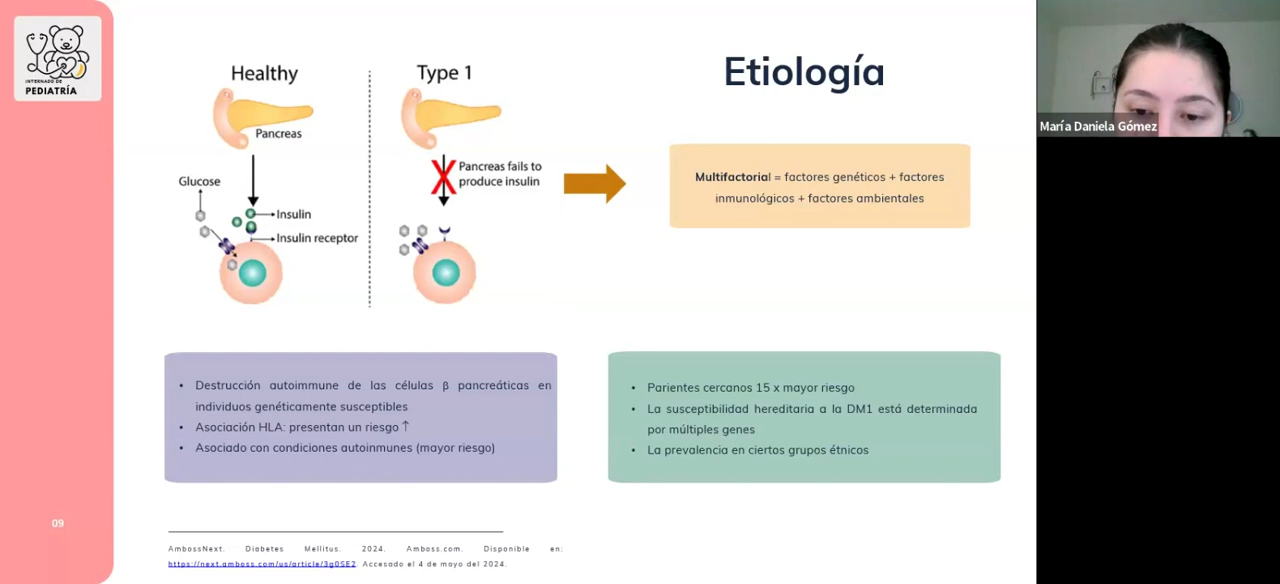 INTERNADO DE
PEDIATRÍA
Healthy
Type 1
Pancreas
Pancreas fails to
produce insulin
Glucose
Insulin
Insulin receptor
Etiología
Multifactorial = factores genéticos + factores
inmunológicos + factores ambientales
María Daniela Gómez
• Destrucción autoimmune de las células β pancreáticas en
individuos genéticamente susceptibles
• Asociación HLA: presentan un riesgo ↑
• Asociado con condiciones autoinmunes (mayor riesgo)
• Parientes cercanos 15 x mayor riesgo
• La susceptibilidad hereditaria a la DM1 está determinada
por múltiples genes
• La prevalencia en ciertos grupos étnicos
09
AmbossNext. Diabetes Mellitus. 2024. Amboss.com. Disponible en:
https://next.amboss.com/us/article/3g0SE2. Accesado el 4 de mayo del 2024.